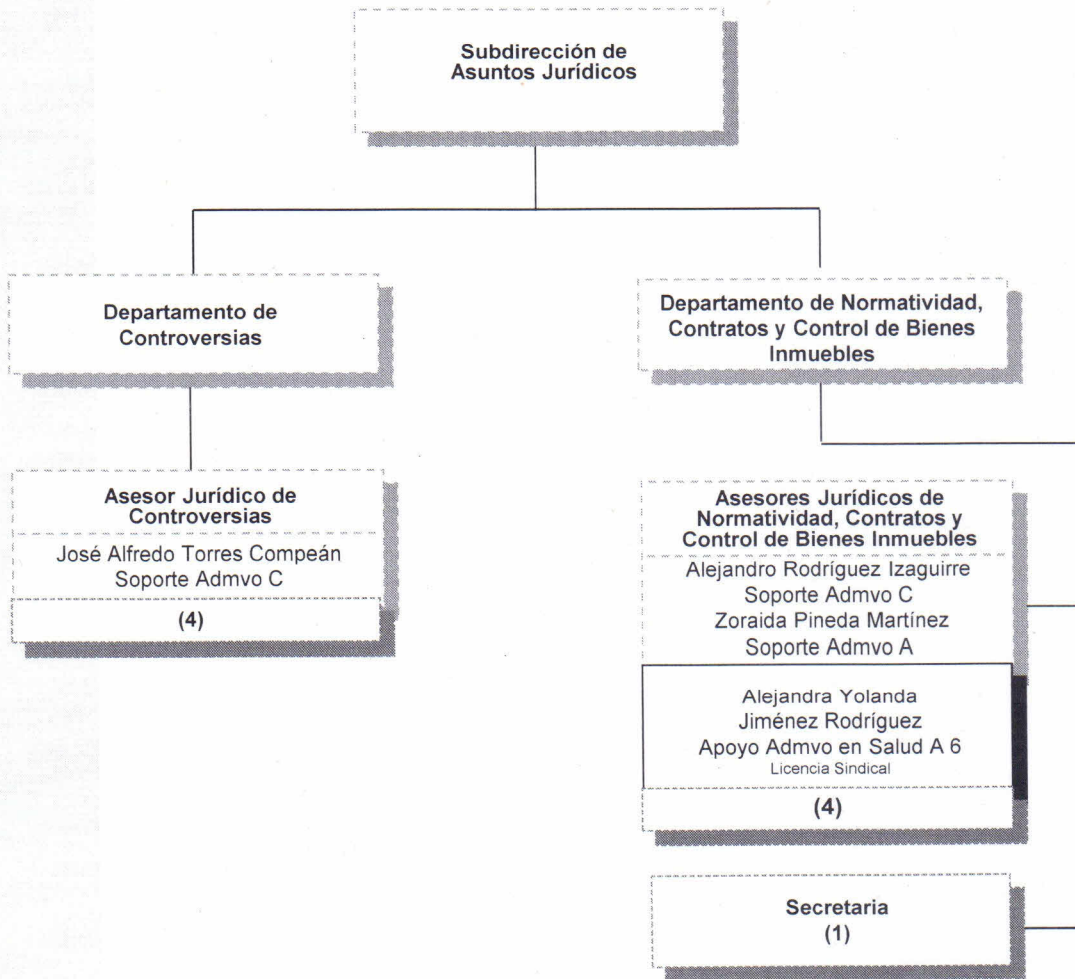 Subdirección de
Asuntos Jurídicos
Departamento de
Controversias
Departamento de Normatividad,
Contratos y Control de Bienes
Inmuebles
Asesor Jurídico de
Controversias
José Alfredo Torres Compeán
Soporte Admvo C
(4)
Asesores Jurídicos de
Normatividad, Contratos y
Control de Bienes Inmuebles
Alejandro Rodríguez Izaguirre
Soporte Admvo C
Zoraida Pineda Martínez
Soporte Admvo A
Alejandra Yolanda
Jiménez Rodríguez
Apoyo Admvo en Salud A 6
Licencia Sindical
(4)
Secretaria
(1)